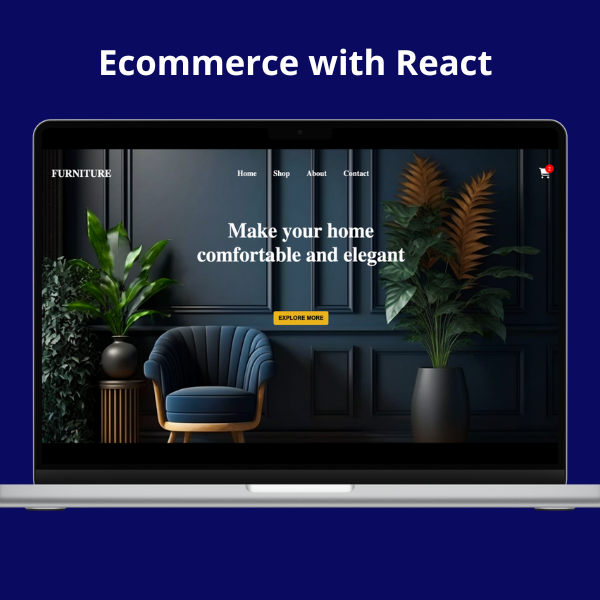 Ecommerce with React
FURNITURE
Home Shop About Contact
Make your home
comfortable and elegant
EXPLORE MORE